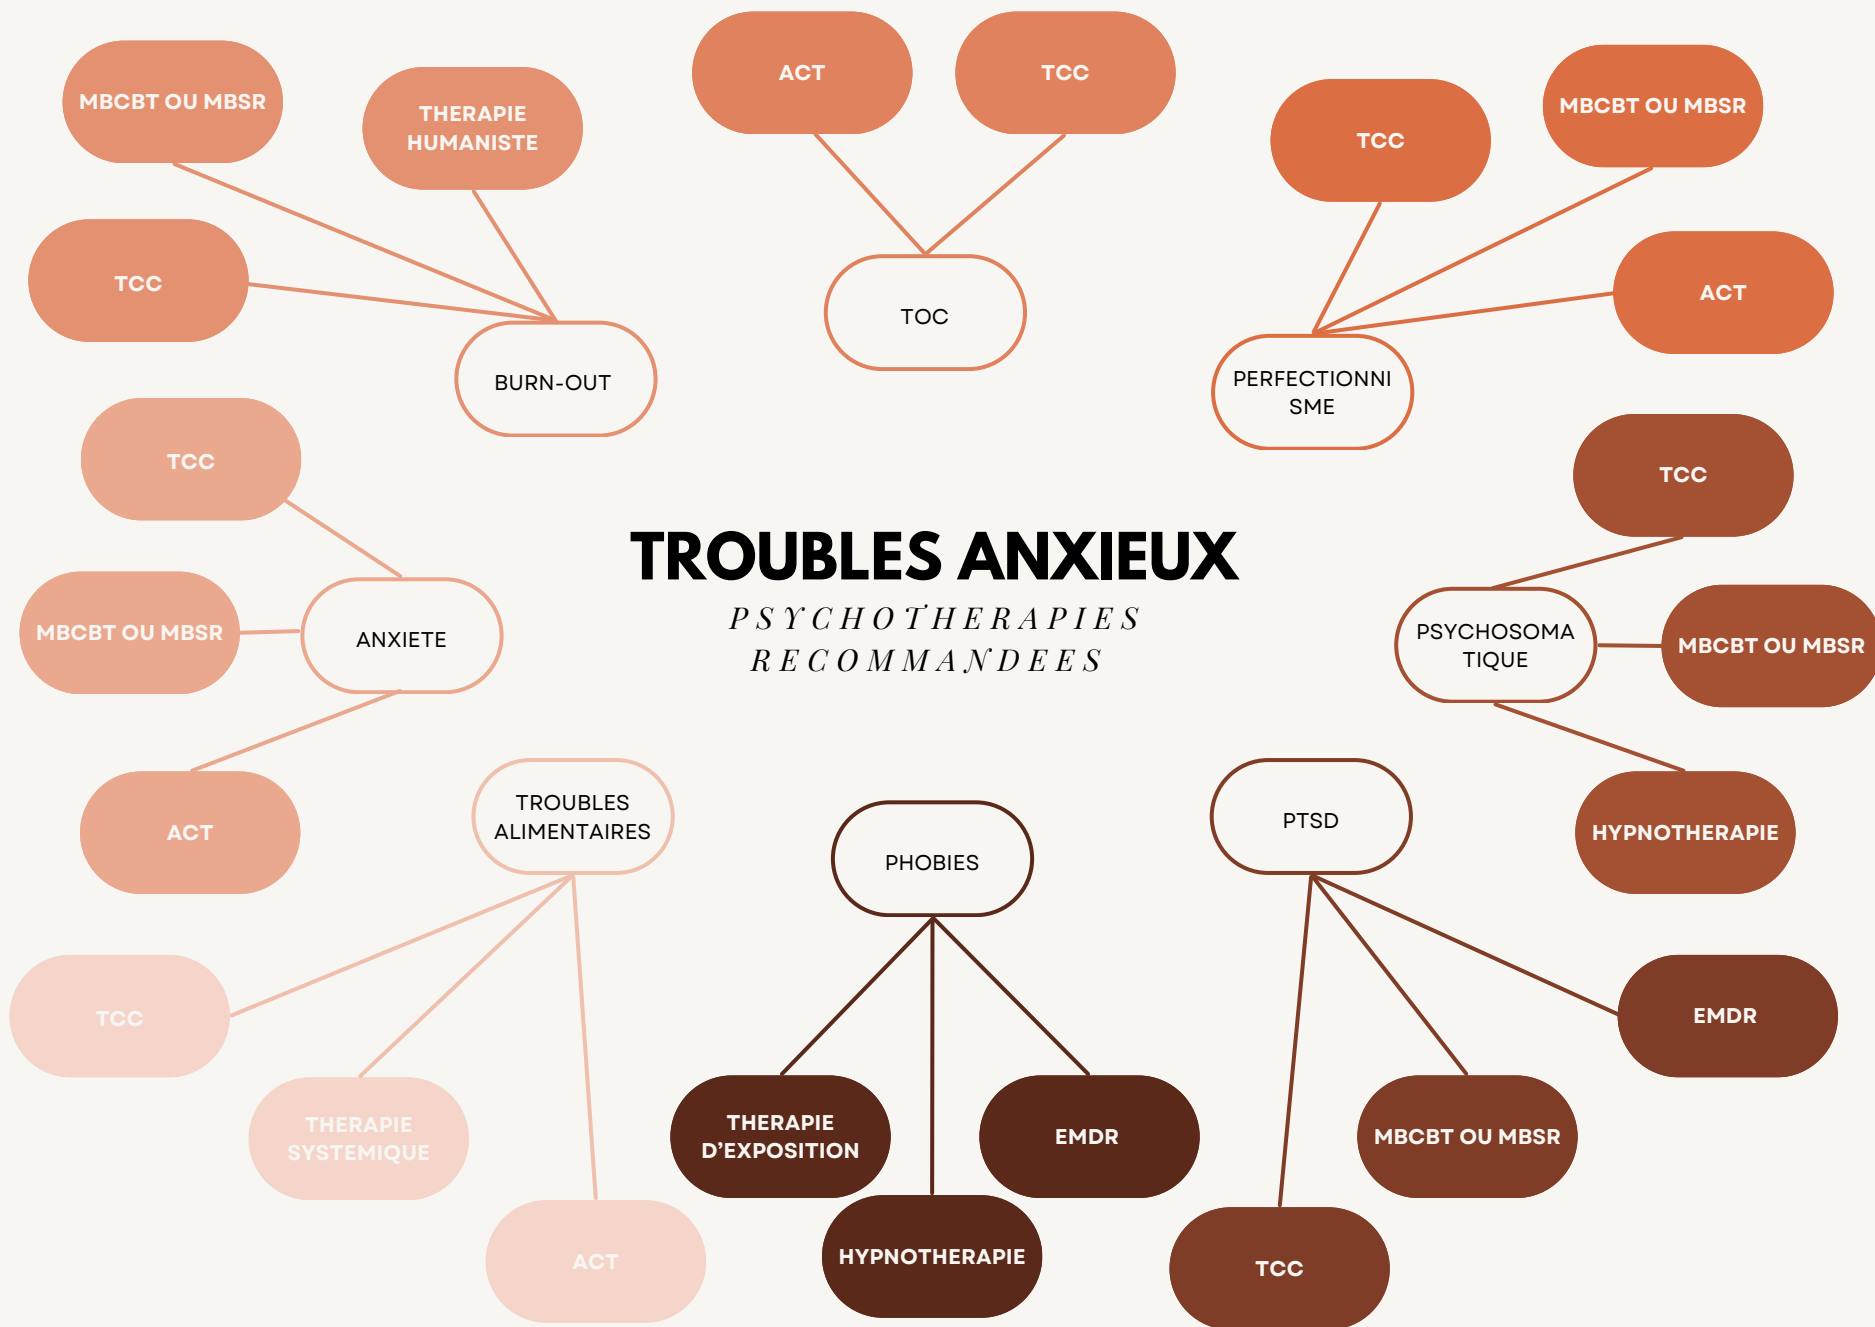 MBCBT OU MBSR
THERAPIE
HUMANISTE
TCC
BURN-OUT
ACT
TCC
TOC
TCC
MBCBT OU MBSR
ACT
PERFECTIONNI
SME
TCC
MBCBT OU MBSR
ANXIETE
ACT
TROUBLES ANXIEUX
PSYCHOTHERAPIES
RECOMMANDEES
TCC
PSYCHOSOMA
TIQUE
MBCBT OU MBSR
HYPNOTHERAPIE
TROUBLES
ALIMENTAIRES
TCC
THERAPIE
SYSTEMIQUE
ACT
PHOBIES
THERAPIE
D’EXPOSITION
HYPNOTHERAPIE
EMDR
PTSD
EMDR
MBCBT OU MBSR
TCC